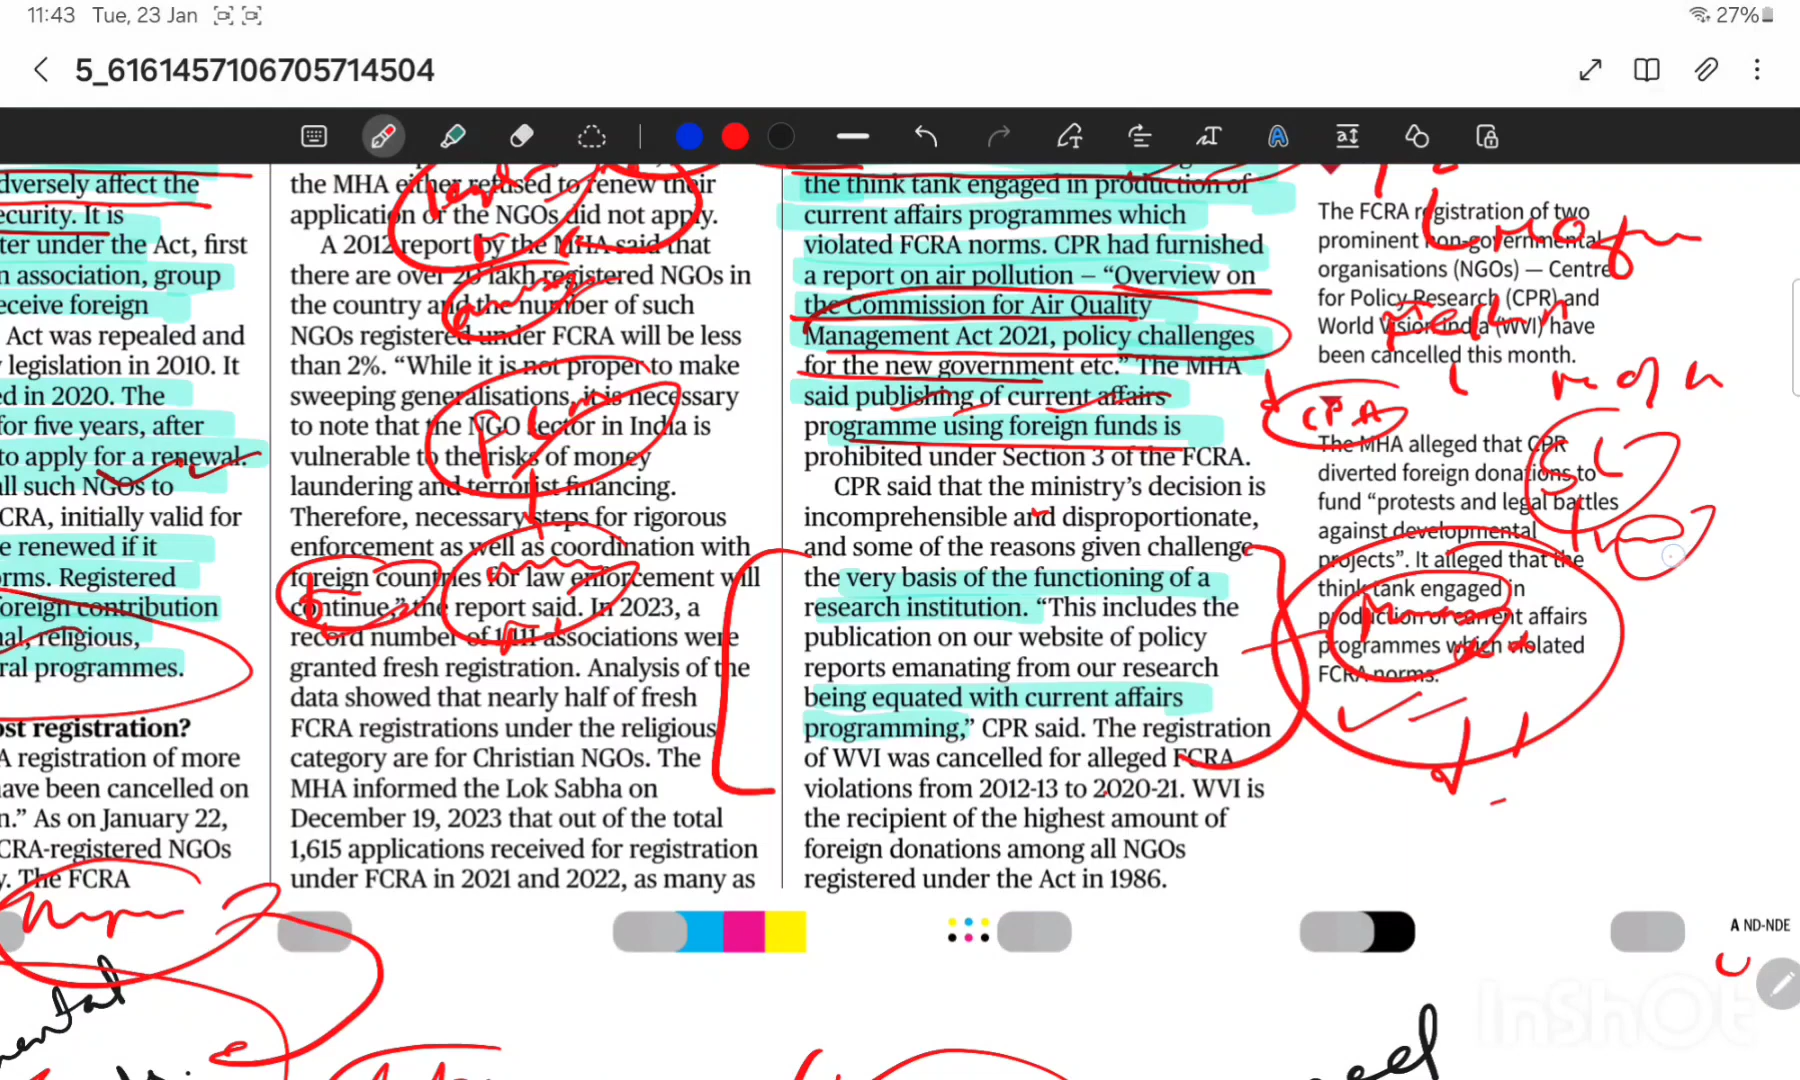 11:43 Tue, 23 Jan
27%
5_6161457106705714504
dversely affect the
ecurity. It is
ter under the Act, first
n association, group
eceive foreign
Act was repealed and
legislation in 2010. It
ed in 2020. The
for five years, after
to apply for a renewal.
ll such NGOs to
CRA, initially valid for
e renewed if it
orms. Registered
foreign contribution
nal, religious,
ral programmes.
ost registration?
A registration of more
have been cancelled on
n.” As on January 22,
CRA-registered NGOs
y. The FCRA
the MHA either refused to renew their
application or the NGOs did not apply.
A 2012 report by the MHA said that
there are over 20 lakh registered NGOs in
the country and the number of such
NGOs registered under FCRA will be less
than 2%. “While it is not proper to make
sweeping generalisations, it is necessary
to note that the NGO sector in India is
vulnerable to the risks of money
laundering and terrorist financing.
Therefore, necessary steps for rigorous
enforcement as well as coordination with
foreign countries for law enforcement will
continue,” the report said. In 2023, a
record number of 1,111 associations were
granted fresh registration. Analysis of the
data showed that nearly half of fresh
FCRA registrations under the religious
category are for Christian NGOs. The
MHA informed the Lok Sabha on
December 19, 2023 that out of the total
1,615 applications received for registration
under FCRA in 2021 and 2022, as many as
the think tank engaged in production of
current affairs programmes which
violated FCRA norms. CPR had furnished
a report on air pollution – “Overview on
the Commission for Air Quality
Management Act 2021, policy challenges
for the new government etc.” The MHA
said publishing of current affairs
programme using foreign funds is
prohibited under Section 3 of the FCRA.
CPR said that the ministry’s decision is
incomprehensible and disproportionate,
and some of the reasons given challenge
the very basis of the functioning of a
research institution. “This includes the
publication on our website of policy
reports emanating from our research
being equated with current affairs
programming,” CPR said. The registration
of WVI was cancelled for alleged FCRA
violations from 2012-13 to 2020-21. WVI is
the recipient of the highest amount of
foreign donations among all NGOs
registered under the Act in 1986.
The FCRA registration of two
prominent non-governmental
organisations (NGOs) — Centre
for Policy Research (CPR) and
World Vision India (WVI) have
been cancelled this month.
CPA
The MHA alleged that CPR
diverted foreign donations to
fund “protests and legal battles
against developmental
projects”. It alleged that the
think tank engaged in
production of current affairs
programmes which violated
FCRA norms.
A ND-NDE
InShOt